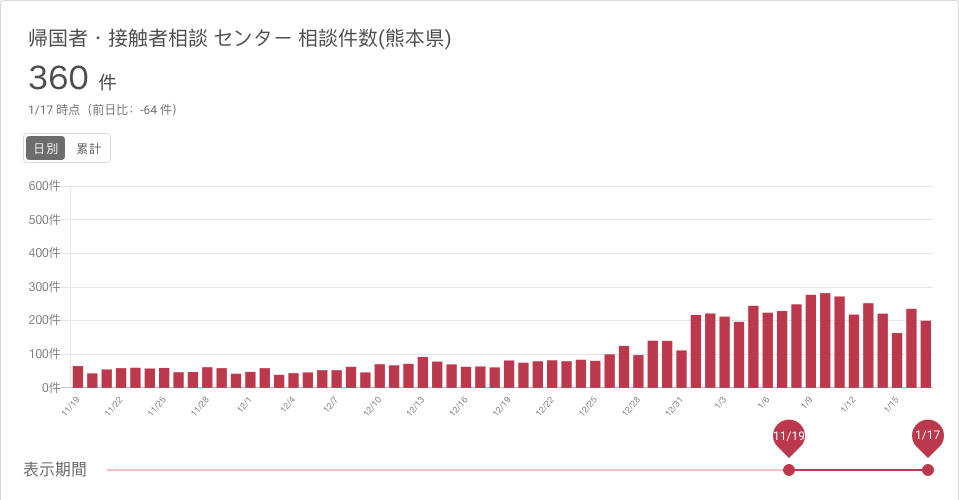 帰国者・接触者相談 センター 相談件数(熊本県)
360 件
1/17 時点（前日比：-64 件）
日別 累計
600件
500件
400件
300件
200件
100件
0件
11/19 11/22 11/25 11/28 12/1 12/4 12/7 12/10 12/13 12/16 12/19 12/22 12/25 12/28 12/31 1/3 1/6 1/9 1/12 1/15
11/19 1/17
表示期間